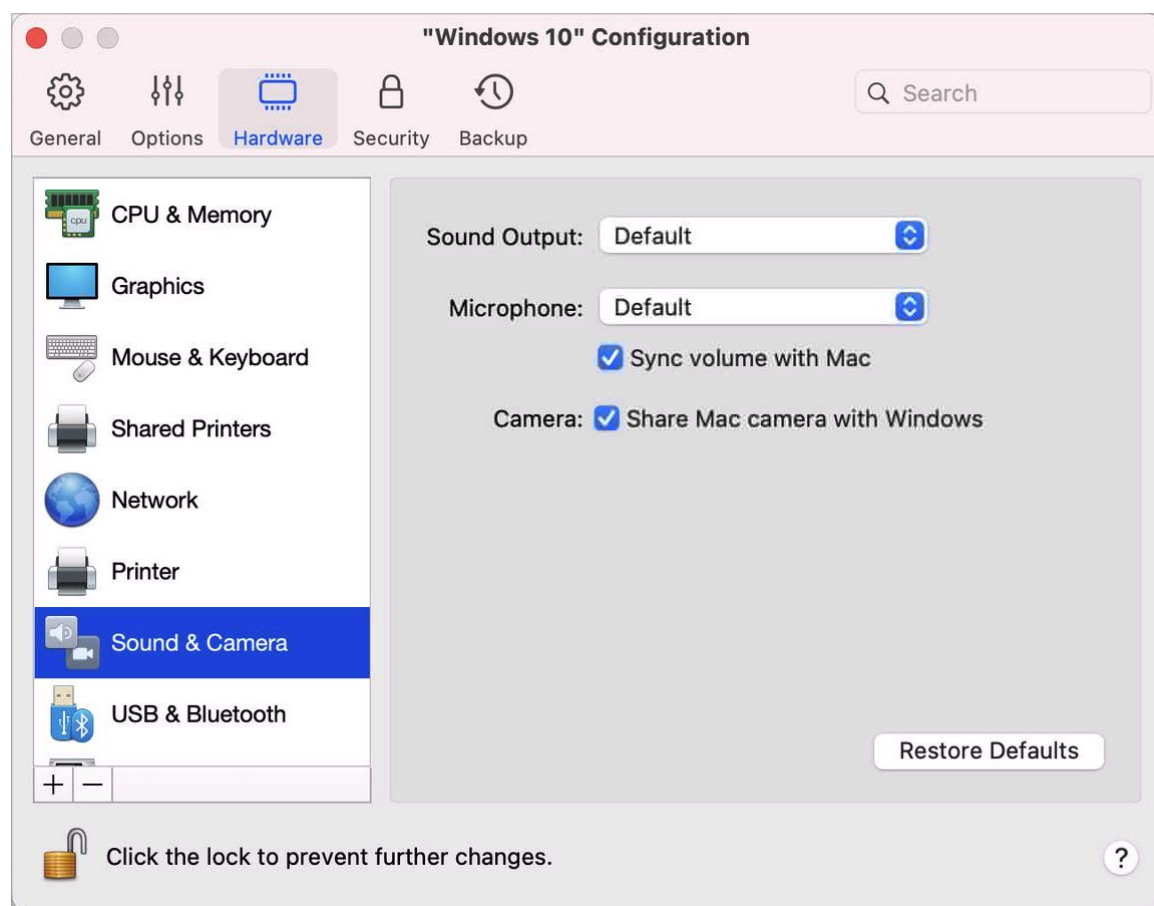 "Windows 10" Configuration
General Options Hardware Security Backup
Search
CPU & Memory
Graphics
Mouse & Keyboard
Shared Printers
Network
Printer
Sound & Camera
USB & Bluetooth
Sound Output: Default
Microphone: Default
Sync volume with Mac
Camera: Share Mac camera with Windows
Restore Defaults
Click the lock to prevent further changes.
?